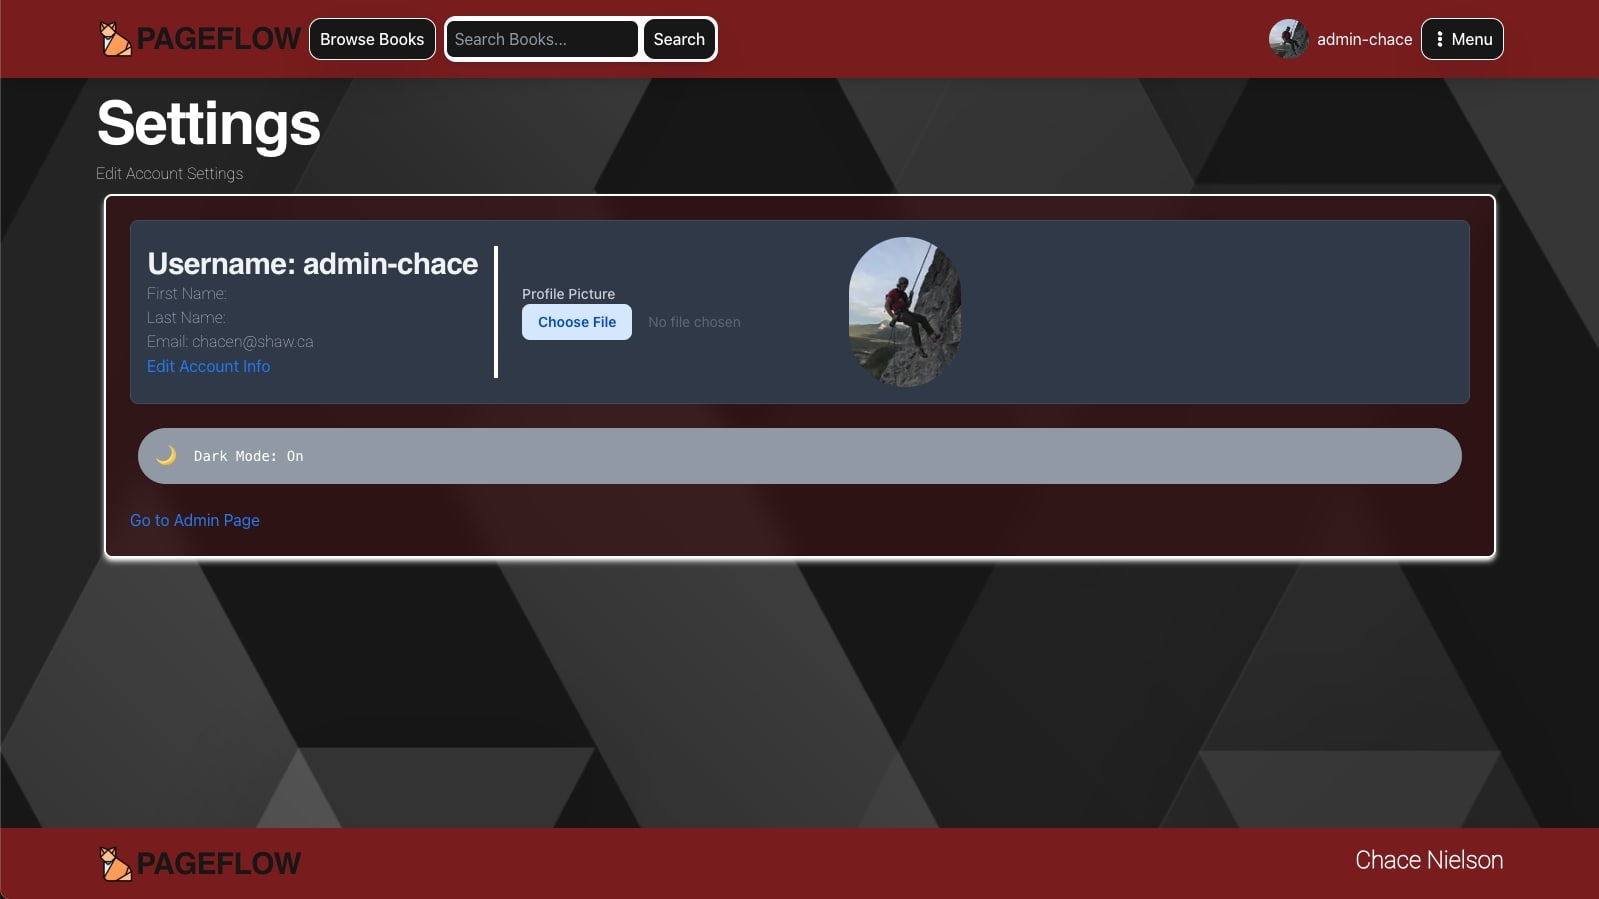 PAGEFLOW
Browse Books
Search Books...
Search
admin-chace
Menu
Settings
Edit Account Settings
Username: admin-chace
First Name:
Last Name:
Email: chacen@shaw.ca
Edit Account Info
Profile Picture
Choose File
No file chosen
Dark Mode: On
Go to Admin Page
PAGEFLOW
Chace Nielson